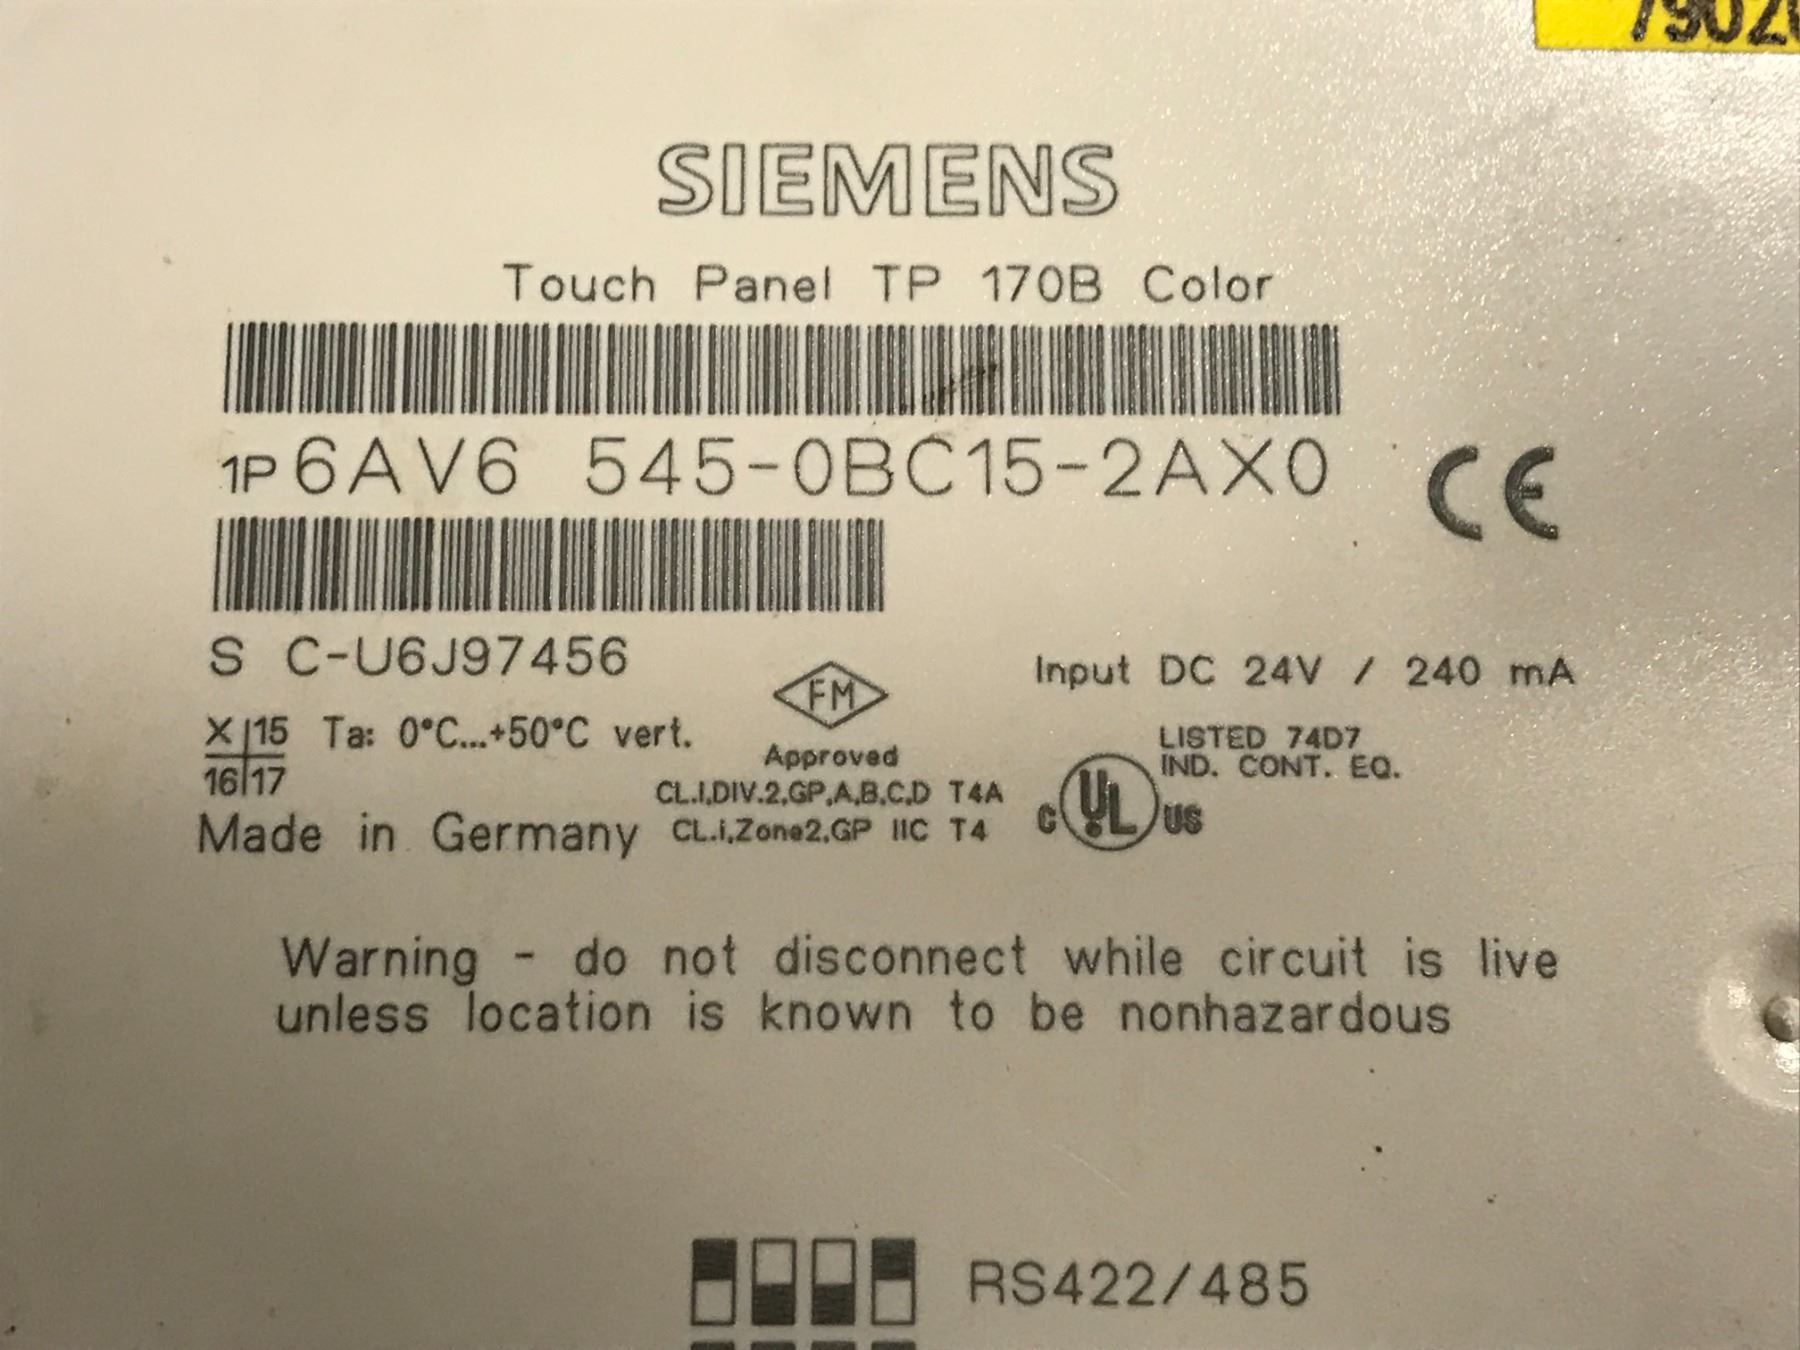 7902
SIEMENS
Touch Panel TP 170B Color
1P 6AV6 545-0BC15-2AX0
CE
S C-U6J97456
Input DC 24V / 240 mA
FM
X 15
16 17
Ta: 0°C...+50°C vert.
Approved
LISTED 74D7
IND. CONT. EQ.
CL.I,DIV.2,GP,A,B,C,D T4A
CL.I,Zone2,GP IIC T4
C UL US
Made in Germany
Warning - do not disconnect while circuit is live
unless location is known to be nonhazardous
RS422/485